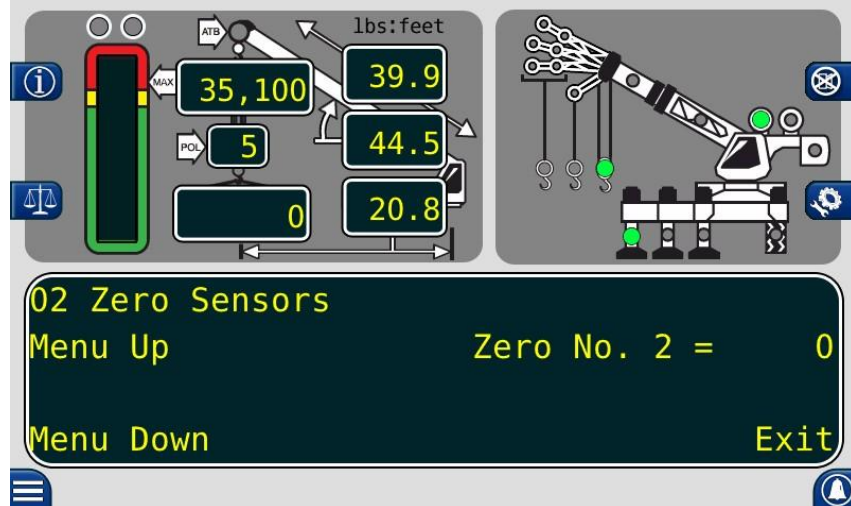 lbs:feet
ATB
MAX
35,100
39.9
POL
5
44.5
0
20.8
02 Zero Sensors
Menu Up
Zero No. 2 = 0
Menu Down
Exit